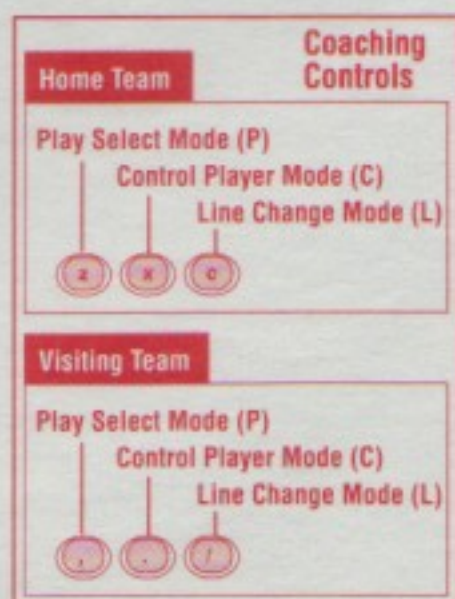 Coaching
Controls
Home Team
Play Select Mode (P)
Control Player Mode (C)
Line Change Mode (L)
z x c
Visiting Team
Play Select Mode (P)
Control Player Mode (C)
Line Change Mode (L)
, . /